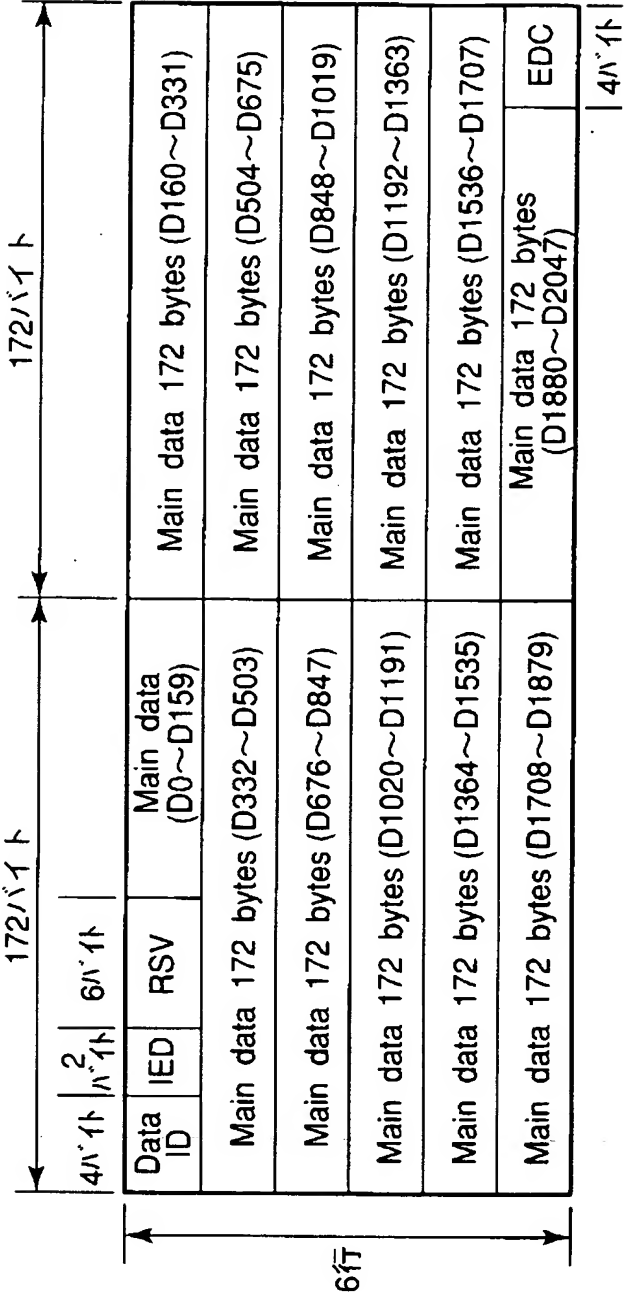 172バイト
172バイト
4バイト
2
バイト
6バイト
Data
ID
IED
RSV
Main data
(D0～D159)
Main data 172 bytes (D160～D331)
Main data 172 bytes (D332～D503)
Main data 172 bytes (D504～D675)
Main data 172 bytes (D676～D847)
Main data 172 bytes (D848～D1019)
Main data 172 bytes (D1020～D1191)
Main data 172 bytes (D1192～D1363)
Main data 172 bytes (D1364～D1535)
Main data 172 bytes (D1536～D1707)
Main data 172 bytes (D1708～D1879)
Main data 172 bytes
(D1880～D2047)
EDC
6行
4バイト